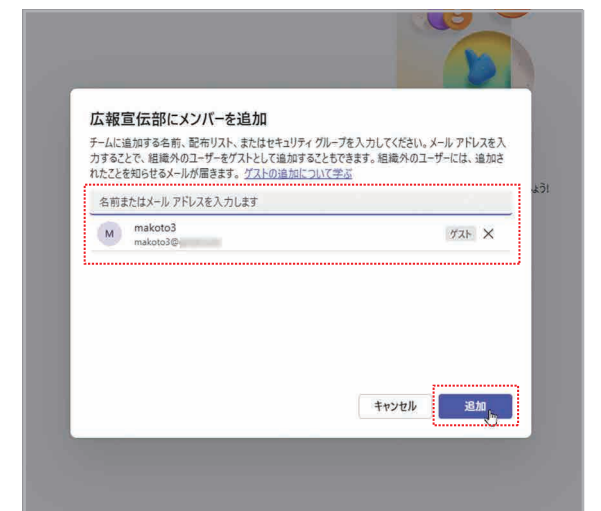 広報宣伝部にメンバーを追加
チームに追加する名前、配布リスト、またはセキュリティ グループを入力してください。メール アドレスを入
力することで、組織外のユーザーをゲストとして追加することもできます。組織外のユーザーには、追加さ
れたことを知らせるメールが届きます。ゲストの追加について学ぶ
ょう!
名前またはメール アドレスを入力します
M makoto3 ゲスト
makoto3@
キャンセル 追加